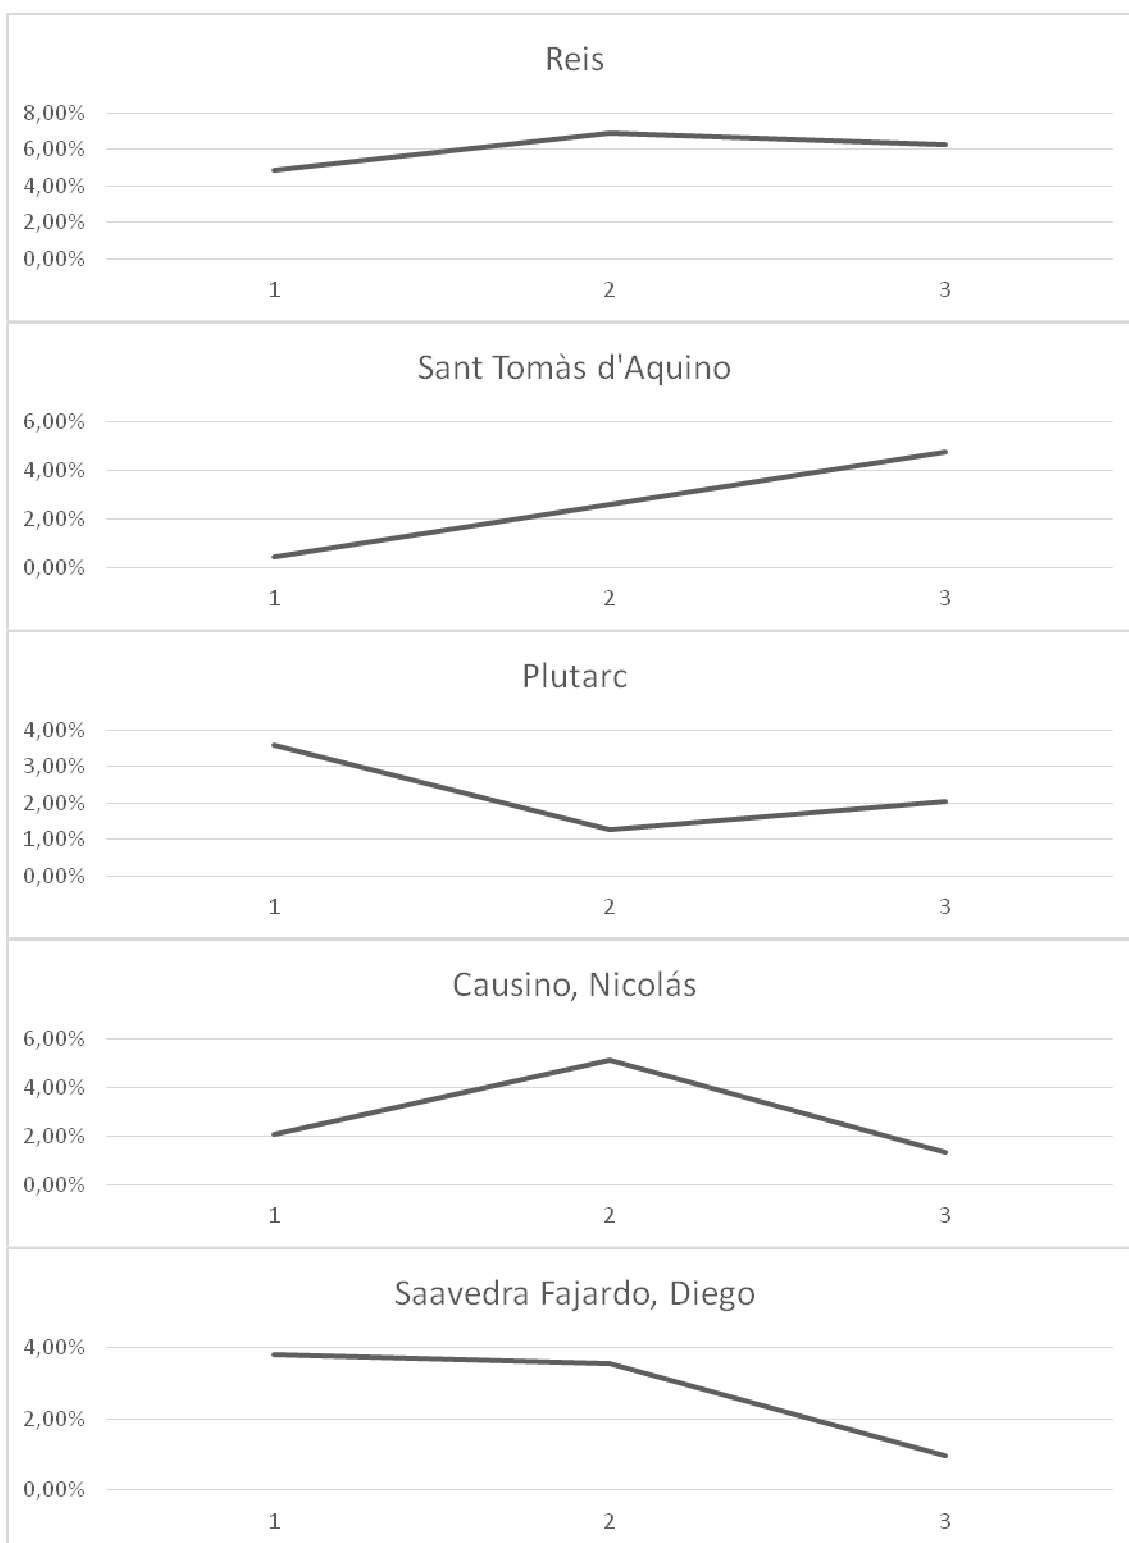 Reis
8,00%
6,00%
4,00%
2,00%
0,00%
1 2 3
Sant Tomàs d'Aquino
6,00%
4,00%
2,00%
0,00%
1 2 3
Plutarc
4,00%
3,00%
2,00%
1,00%
0,00%
1 2 3
Causino, Nicolás
6,00%
4,00%
2,00%
0,00%
1 2 3
Saavedra Fajardo, Diego
4,00%
2,00%
0,00%
1 2 3